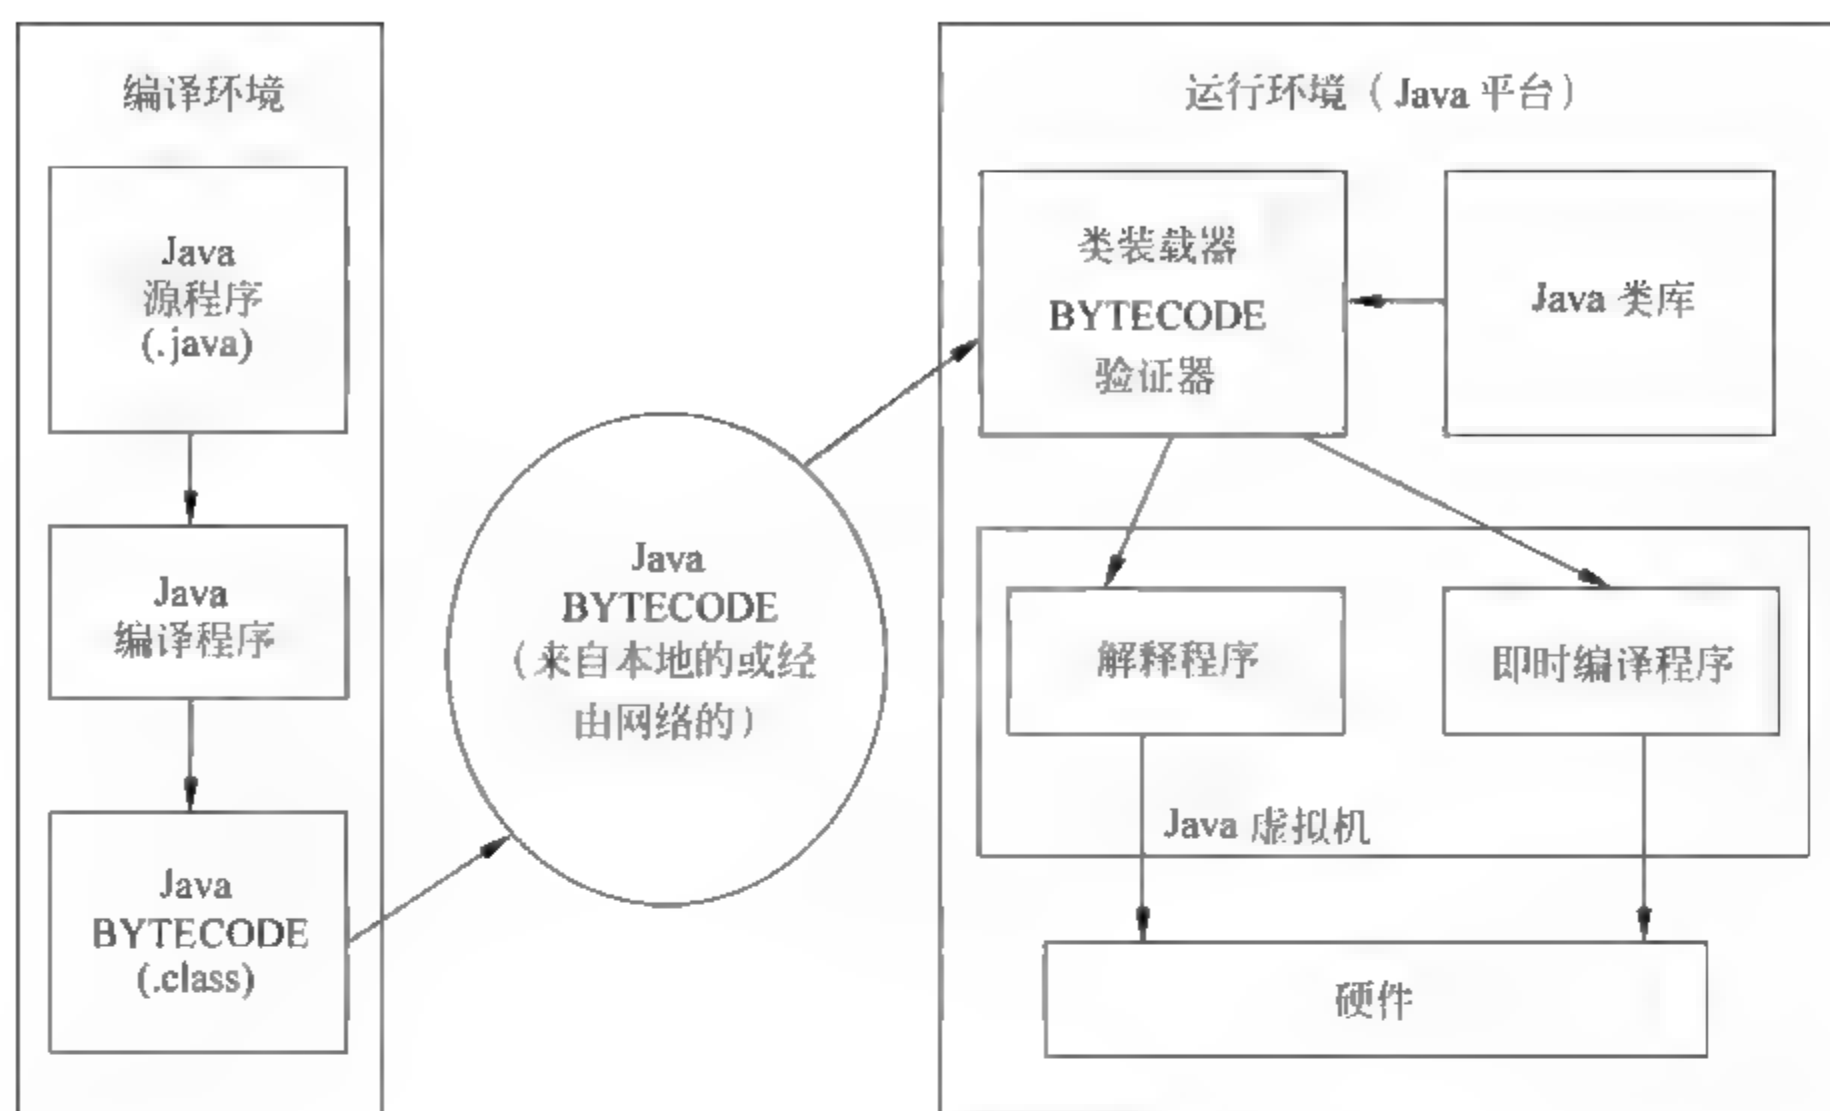 编译环境
Java
源程序
(.java)
Java
编译程序
Java
BYTECODE
(.class)
Java
BYTECODE
（来自本地的或经
由网络的）
运行环境（Java 平台）
类装载器
BYTECODE
验证器
Java 类库
解释程序
即时编译程序
Java 虚拟机
硬件